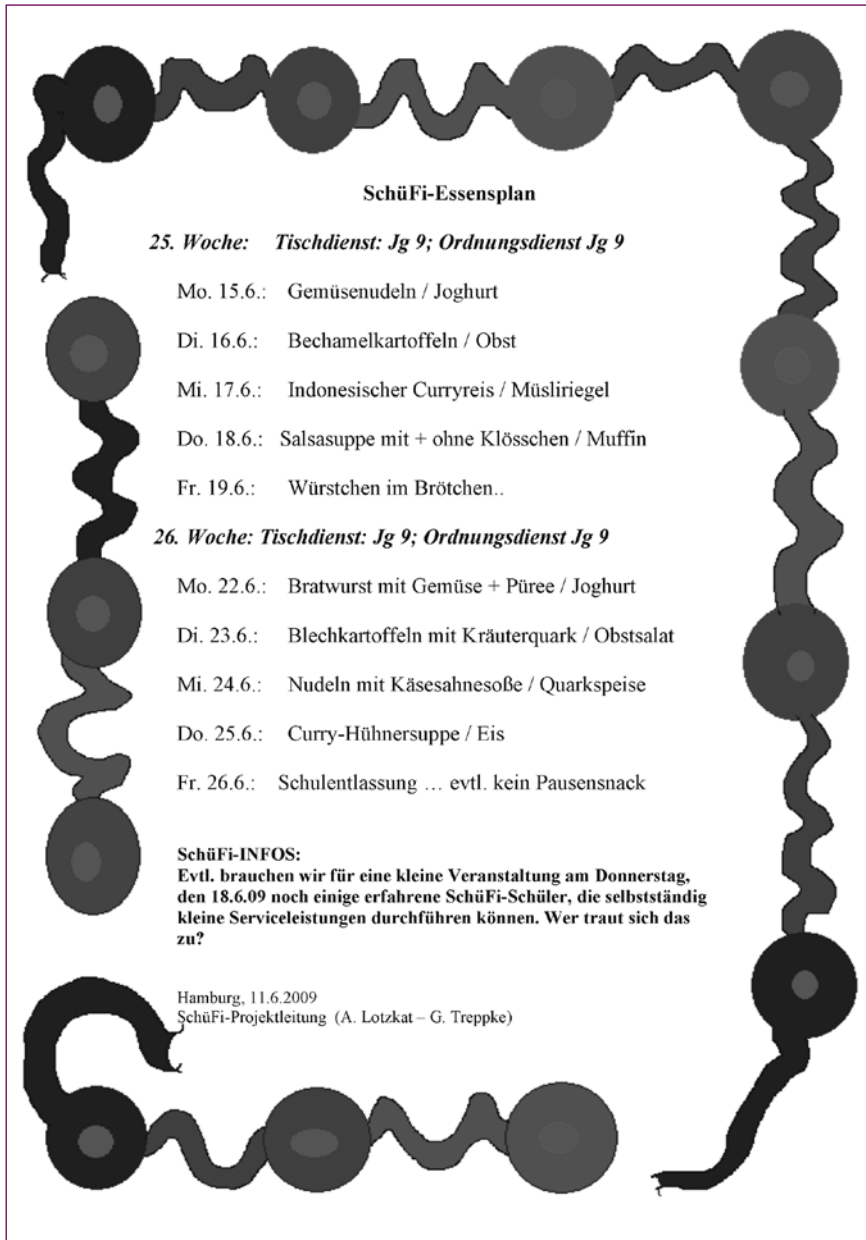 SchüFi-Essensplan
25. Woche: Tischdienst: Jg 9; Ordnungsdienst Jg 9
Mo. 15.6.: Gemüsenudeln / Joghurt
Di. 16.6.: Bechamelkartoffeln / Obst
Mi. 17.6.: Indonesischer Curryreis / Müsliriegel
Do. 18.6.: Salsasuppe mit + ohne Klösschen / Muffin
Fr. 19.6.: Würstchen im Brötchen..
26. Woche: Tischdienst: Jg 9; Ordnungsdienst Jg 9
Mo. 22.6.: Bratwurst mit Gemüse + Püree / Joghurt
Di. 23.6.: Blechkartoffeln mit Kräuterquark / Obstsalat
Mi. 24.6.: Nudeln mit Käsesahnesoße / Quarkspeise
Do. 25.6.: Curry-Hühnersuppe / Eis
Fr. 26.6.: Schulentlassung … evtl. kein Pausensnack
SchüFi-INFOS:
Evtl. brauchen wir für eine kleine Veranstaltung am Donnerstag,
den 18.6.09 noch einige erfahrene SchüFi-Schüler, die selbstständig
kleine Serviceleistungen durchführen können. Wer traut sich das
zu?
Hamburg, 11.6.2009
SchüFi-Projektleitung (A. Lotzkat – G. Treppke)